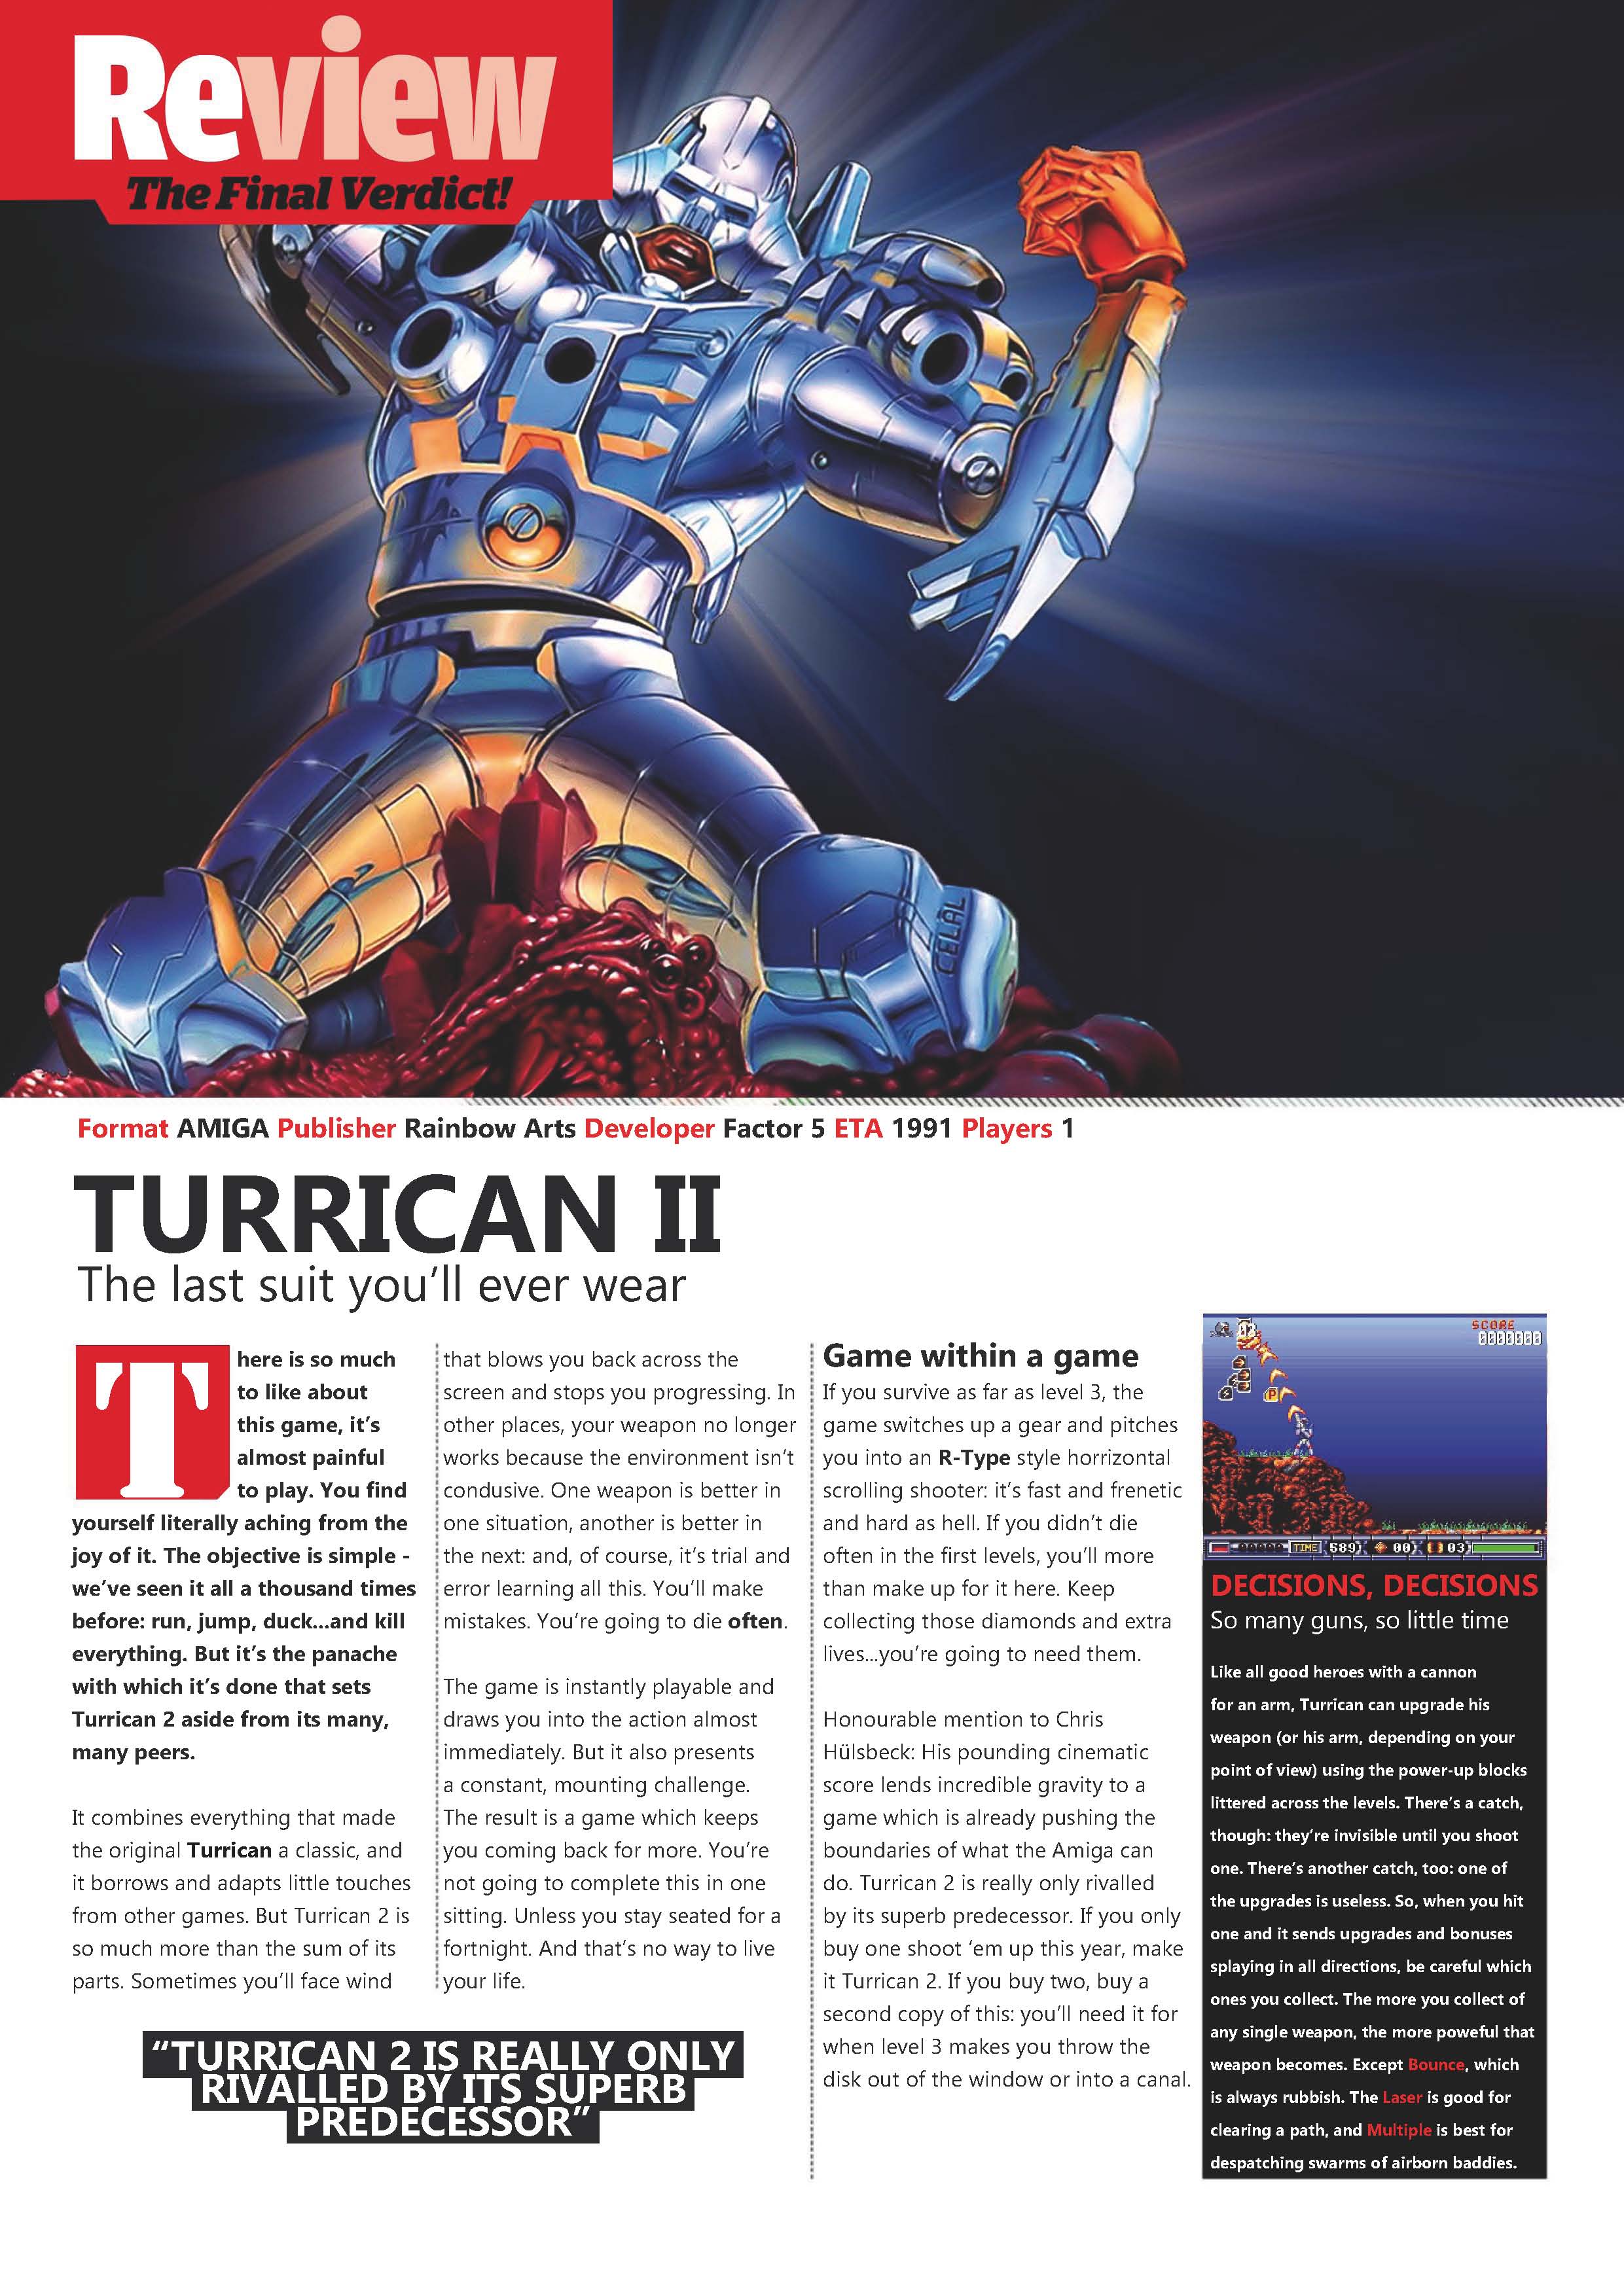 Review
The Final Verdict!
CELAL
Format AMIGA Publisher Rainbow Arts Developer Factor 5 ETA 1991 Players 1
TURRICAN II
The last suit you'll ever wear
There is so much
to like about
this game, it's
almost painful
to play. You find
yourself literally aching from the
joy of it. The objective is simple -
we've seen it all a thousand times
before: run, jump, duck...and kill
everything. But it's the panache
with which it's done that sets
Turrican 2 aside from its many,
many peers.
It combines everything that made
the original Turrican a classic, and
it borrows and adapts little touches
from other games. But Turrican 2 is
so much more than the sum of its
parts. Sometimes you'll face wind
that blows you back across the
screen and stops you progressing. In
other places, your weapon no longer
works because the environment isn't
condusive. One weapon is better in
one situation, another is better in
the next: and, of course, it's trial and
error learning all this. You'll make
mistakes. You're going to die often.
The game is instantly playable and
draws you into the action almost
immediately. But it also presents
a constant, mounting challenge.
The result is a game which keeps
you coming back for more. You're
not going to complete this in one
sitting. Unless you stay seated for a
fortnight. And that's no way to live
your life.
"TURRICAN 2 IS REALLY ONLY
RIVALLED BY ITS SUPERB
PREDECESSOR"
Game within a game
If you survive as far as level 3, the
game switches up a gear and pitches
you into an R-Type style horrizontal
scrolling shooter: it's fast and frenetic
and hard as hell. If you didn't die
often in the first levels, you'll more
than make up for it here. Keep
collecting those diamonds and extra
lives...you're going to need them.
Honourable mention to Chris
Hülsbeck: His pounding cinematic
score lends incredible gravity to a
game which is already pushing the
boundaries of what the Amiga can
do. Turrican 2 is really only rivalled
by its superb predecessor. If you only
buy one shoot 'em up this year, make
it Turrican 2. If you buy two, buy a
second copy of this: you'll need it for
when level 3 makes you throw the
disk out of the window or into a canal.
SCORE
0000000
P
TIME 589 00 03
DECISIONS, DECISIONS
So many guns, so little time
Like all good heroes with a cannon
for an arm, Turrican can upgrade his
weapon (or his arm, depending on your
point of view) using the power-up blocks
littered across the levels. There's a catch,
though: they're invisible until you shoot
one. There's another catch, too: one of
the upgrades is useless. So, when you hit
one and it sends upgrades and bonuses
splaying in all directions, be careful which
ones you collect. The more you collect of
any single weapon, the more poweful that
weapon becomes. Except Bounce, which
is always rubbish. The Laser is good for
clearing a path, and Multiple is best for
despatching swarms of airborn baddies.